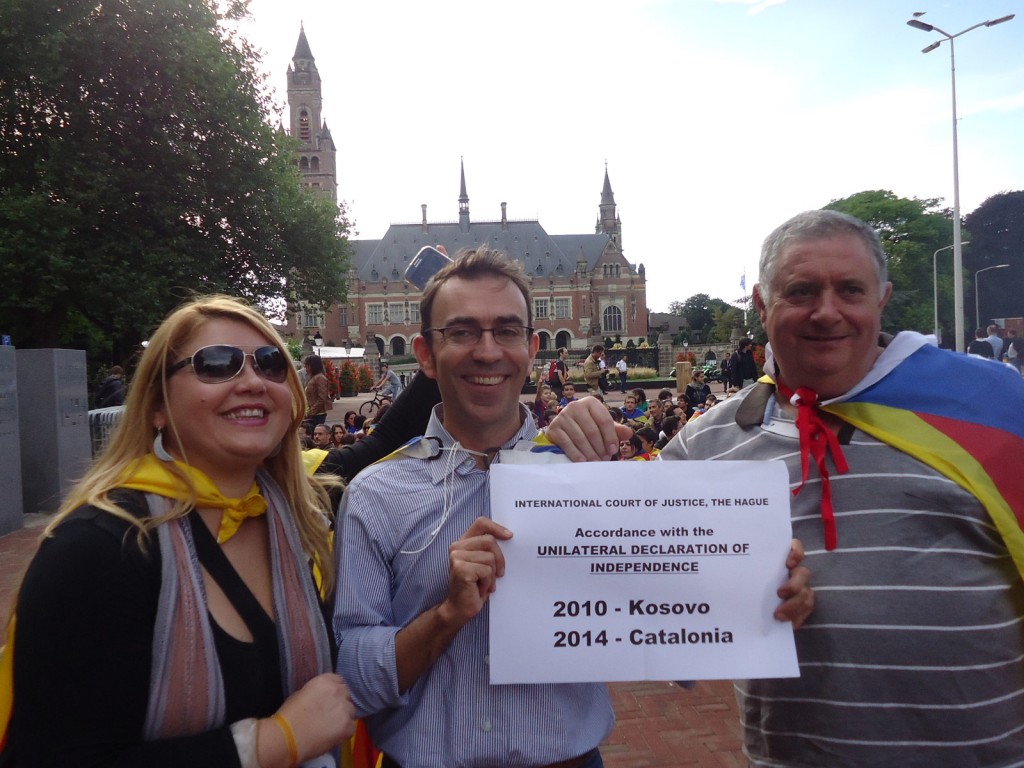 INTERNATIONAL COURT OF JUSTICE, THE HAGUE
Accordance with the
UNILATERAL DECLARATION OF
INDEPENDENCE
2010 - Kosovo
2014 - Catalonia